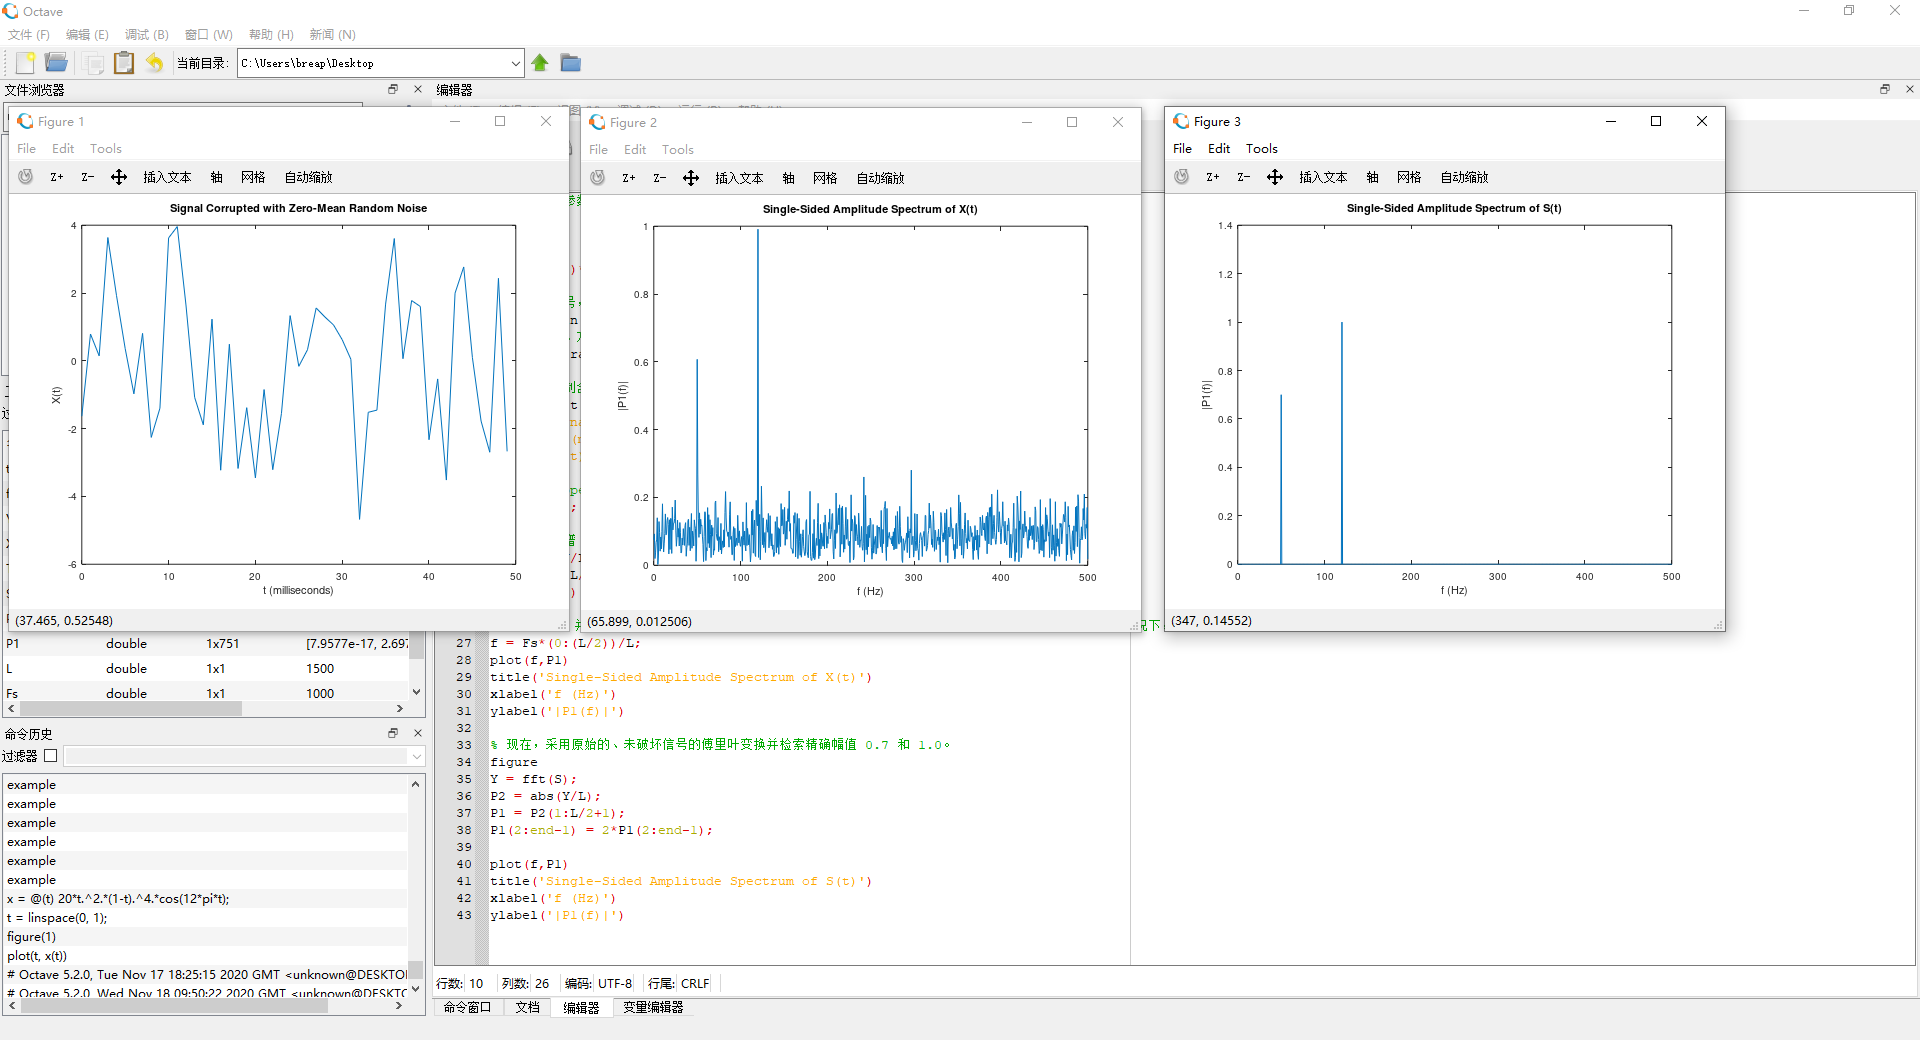 Octave
文件 (F) 编辑 (E) 调试 (B) 窗口 (W) 帮助 (H) 新闻 (N)
当前目录: C:\Users\breap\Desktop
文件浏览器
编辑器
Figure 1
File Edit Tools
Z+ Z- 插入文本 轴 网格 自动缩放
Signal Corrupted with Zero-Mean Random Noise
4
2
0
-2
-4
-6
X(t)
0 10 20 30 40 50
t (milliseconds)
(37.465, 0.52548)
Figure 2
File Edit Tools
Z+ Z- 插入文本 轴 网格 自动缩放
Single-Sided Amplitude Spectrum of X(t)
1
0.8
0.6
0.4
0.2
0
|P1(f)|
0 100 200 300 400 500
f (Hz)
(65.899, 0.012506)
Figure 3
File Edit Tools
Z+ Z- 插入文本 轴 网格 自动缩放
Single-Sided Amplitude Spectrum of S(t)
1.4
1.2
1
0.8
0.6
0.4
0.2
0
|P1(f)|
0 100 200 300 400 500
f (Hz)
(347, 0.14552)
P1 double 1x751 [7.9577e-17, 2.697
L double 1x1 1500
Fs double 1x1 1000
命令历史
过滤器
example
example
example
example
example
example
x = @(t) 20*t.^2.*(1-t).^4.*cos(12*pi*t);
t = linspace(0, 1);
figure(1)
plot(t, x(t))
# Octave 5.2.0, Tue Nov 17 18:25:15 2020 GMT <unknown@DESKTO
# Octave 5.2.0, Wed Nov 18 09:50:22 2020 GMT <unknown@DESKTO
27 f = Fs*(0:(L/2))/L;
28 plot(f,P1)
29 title('Single-Sided Amplitude Spectrum of X(t)')
30 xlabel('f (Hz)')
31 ylabel('|P1(f)|')
32
33 % 现在，采用原始的、未破坏信号的傅里叶变换并检索精确幅值 0.7 和 1.0。
34 figure
35 Y = fft(S);
36 P2 = abs(Y/L);
37 P1 = P2(1:L/2+1);
38 P1(2:end-1) = 2*P1(2:end-1);
39
40 plot(f,P1)
41 title('Single-Sided Amplitude Spectrum of S(t)')
42 xlabel('f (Hz)')
43 ylabel('|P1(f)|')
行数: 10 列数: 26 编码: UTF-8 行尾: CRLF
命令窗口 文档 编辑器 变量编辑器